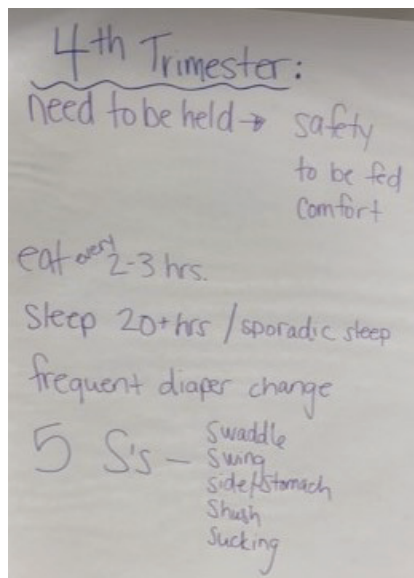 4th Trimester:
need to be held → safety
to be fed
comfort
eat every 2-3 hrs.
Sleep 20+hrs / sporadic sleep
frequent diaper change
5 S's — Swaddle
Swing
side/stomach
Shush
Sucking